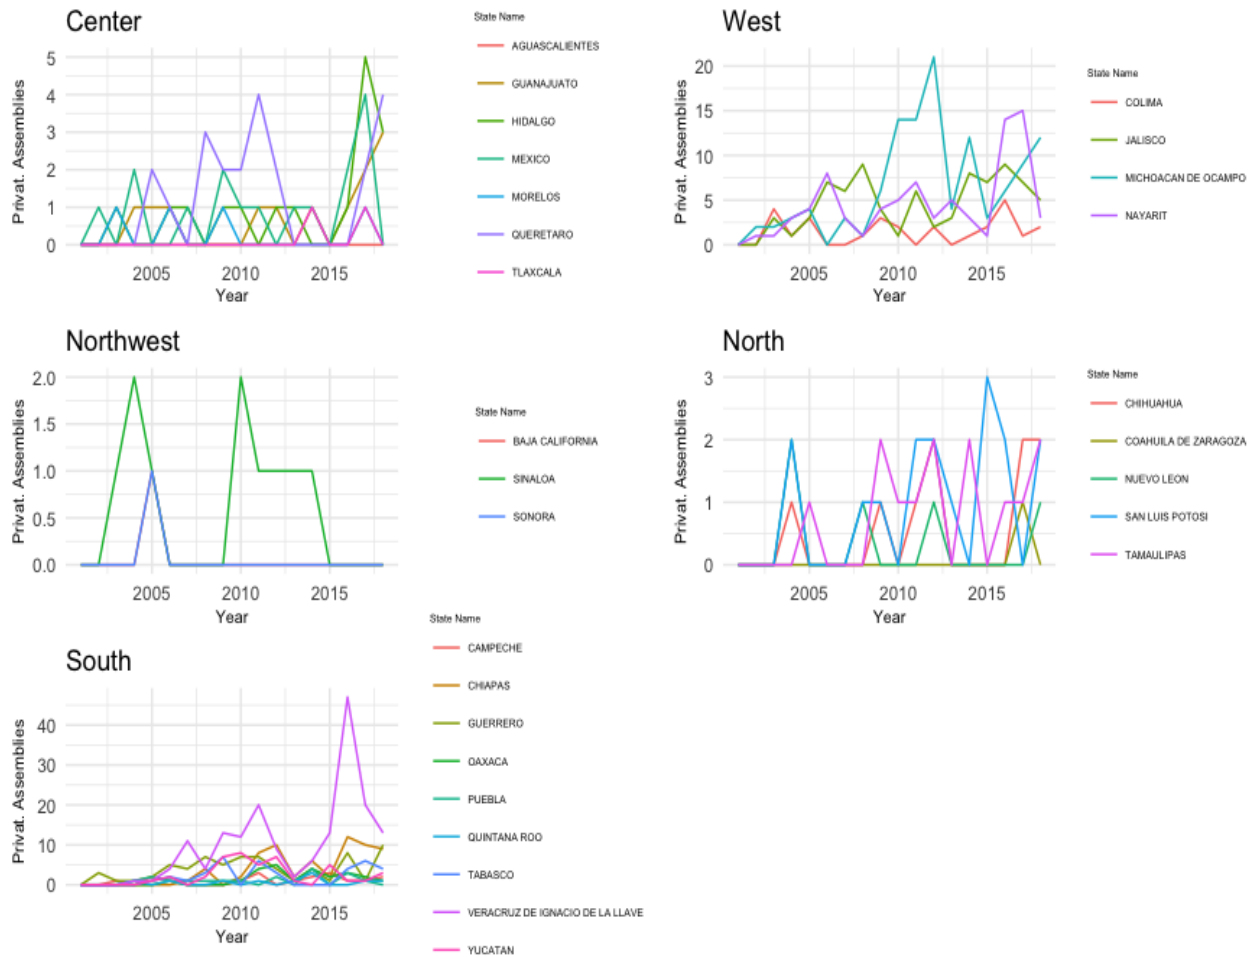 Center
Privat. Assemblies
5
4
3
2
1
0
2005 2010 2015
Year
State Name
AGUASCALIENTES
GUANAJUATO
HIDALGO
MEXICO
MORELOS
QUERETARO
TLAXCALA
West
Privat. Assemblies
20
15
10
5
0
2005 2010 2015
Year
State Name
COLIMA
JALISCO
MICHOACAN DE OCAMPO
NAYARIT
Northwest
Privat. Assemblies
2.0
1.5
1.0
0.5
0.0
2005 2010 2015
Year
State Name
BAJA CALIFORNIA
SINALOA
SONORA
North
Privat. Assemblies
3
2
1
0
2005 2010 2015
Year
State Name
CHIHUAHUA
COAHUILA DE ZARAGOZA
NUEVO LEON
SAN LUIS POTOSI
TAMAULIPAS
South
Privat. Assemblies
40
30
20
10
0
2005 2010 2015
Year
State Name
CAMPECHE
CHIAPAS
GUERRERO
OAXACA
PUEBLA
QUINTANA ROO
TABASCO
VERACRUZ DE IGNACIO DE LA LLAVE
YUCATAN